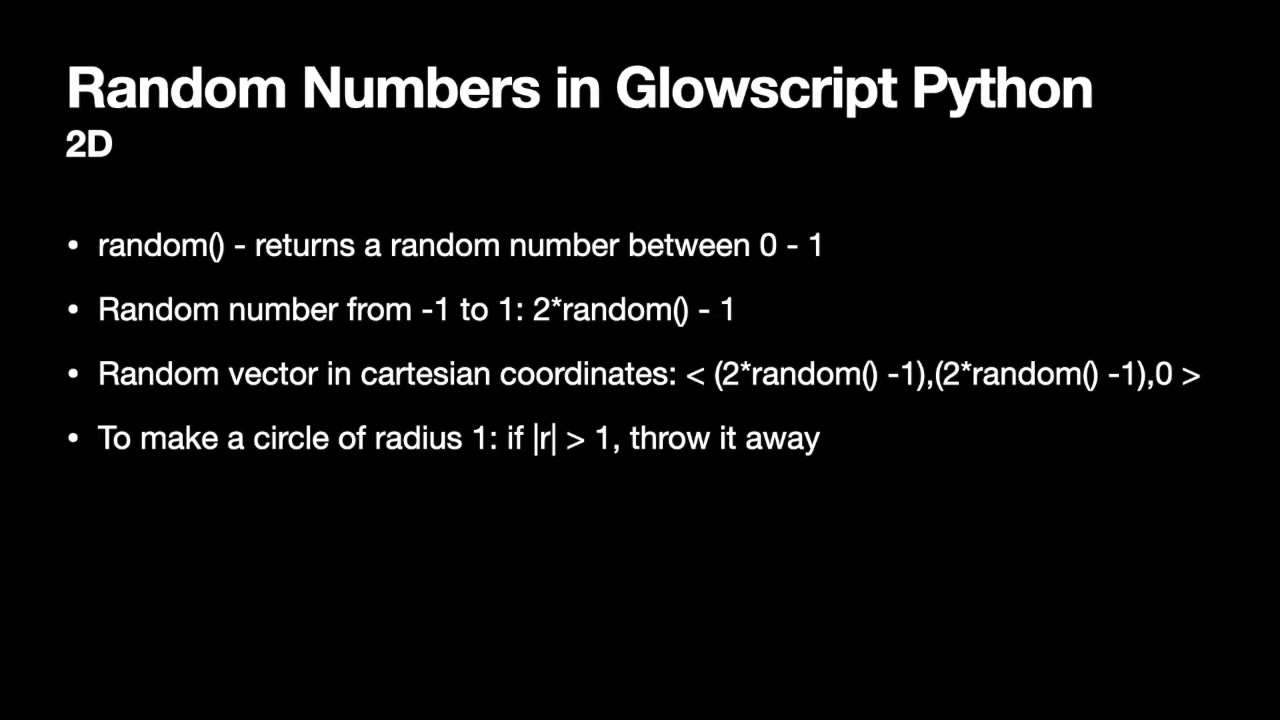 Random Numbers in Glowscript Python
2D
• random() - returns a random number between 0 - 1
• Random number from -1 to 1: 2*random() - 1
• Random vector in cartesian coordinates: < (2*random() -1),(2*random() -1),0 >
• To make a circle of radius 1: if |r| > 1, throw it away